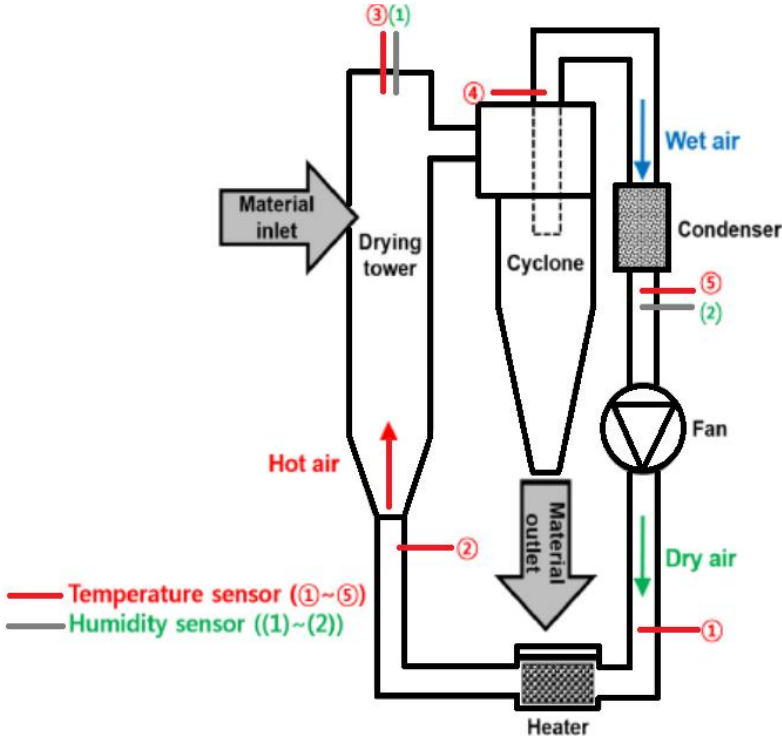 ③(1)
④
Wet air
Material
inlet
Drying
tower
Cyclone
Condenser
⑤
(2)
Fan
Hot air
Material
outlet
②
Dry air
Temperature sensor (①~⑤)
Humidity sensor ((1)~(2))
①
Heater